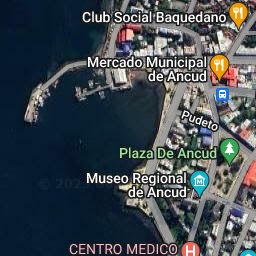 Club Social Baquedano
Mercado Municipal
de Ancud
Pudeto
Plaza De Ancud
Museo Regional
de Ancud
CENTRO MEDICO
H